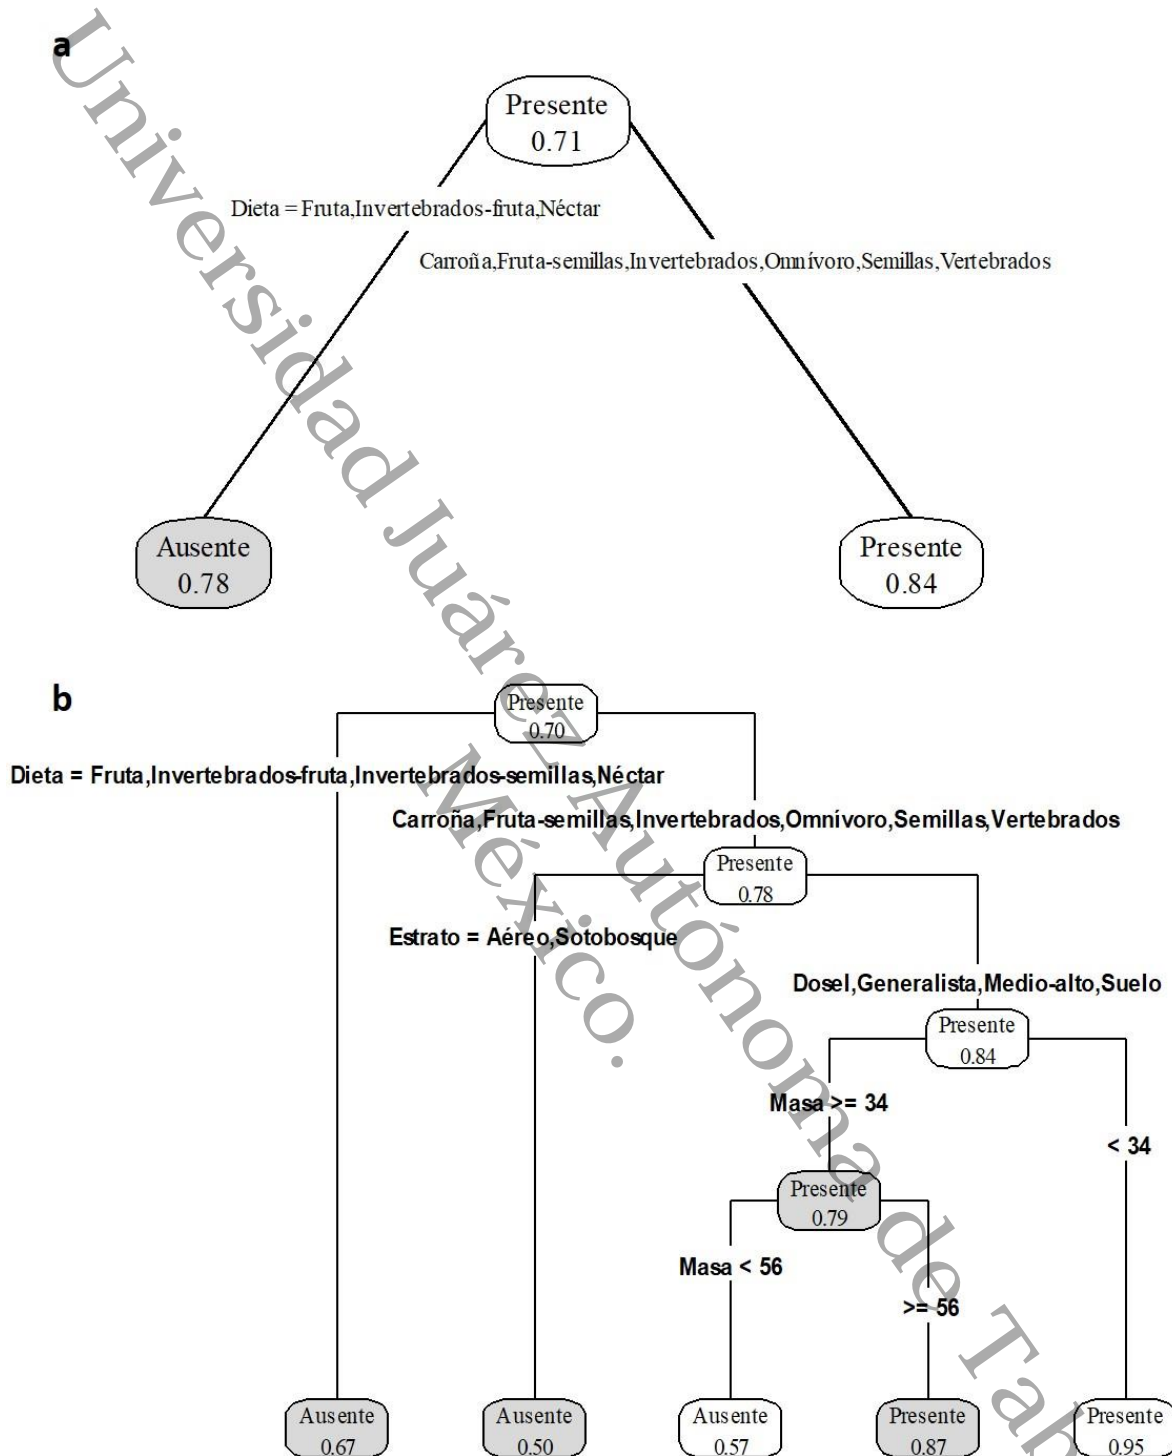 a
Presente
0.71
Dieta = Fruta,Invertebrados-fruta,Néctar
Carroña,Fruta-semillas,Invertebrados,Omnívoro,Semillas,Vertebrados
Ausente
0.78
Presente
0.84
b
Presente
0.70
Dieta = Fruta,Invertebrados-fruta,Invertebrados-semillas,Néctar
Carroña,Fruta-semillas,Invertebrados,Omnívoro,Semillas,Vertebrados
Presente
0.78
Estrato = Aéreo,Sotobosque
Dosel,Generalista,Medio-alto,Suelo
Presente
0.84
Masa >= 34
< 34
Presente
0.79
Masa < 56
>= 56
Ausente
0.67
Ausente
0.50
Ausente
0.57
Presente
0.87
Presente
0.95
Universidad Juárez Autónoma de Tab
México.